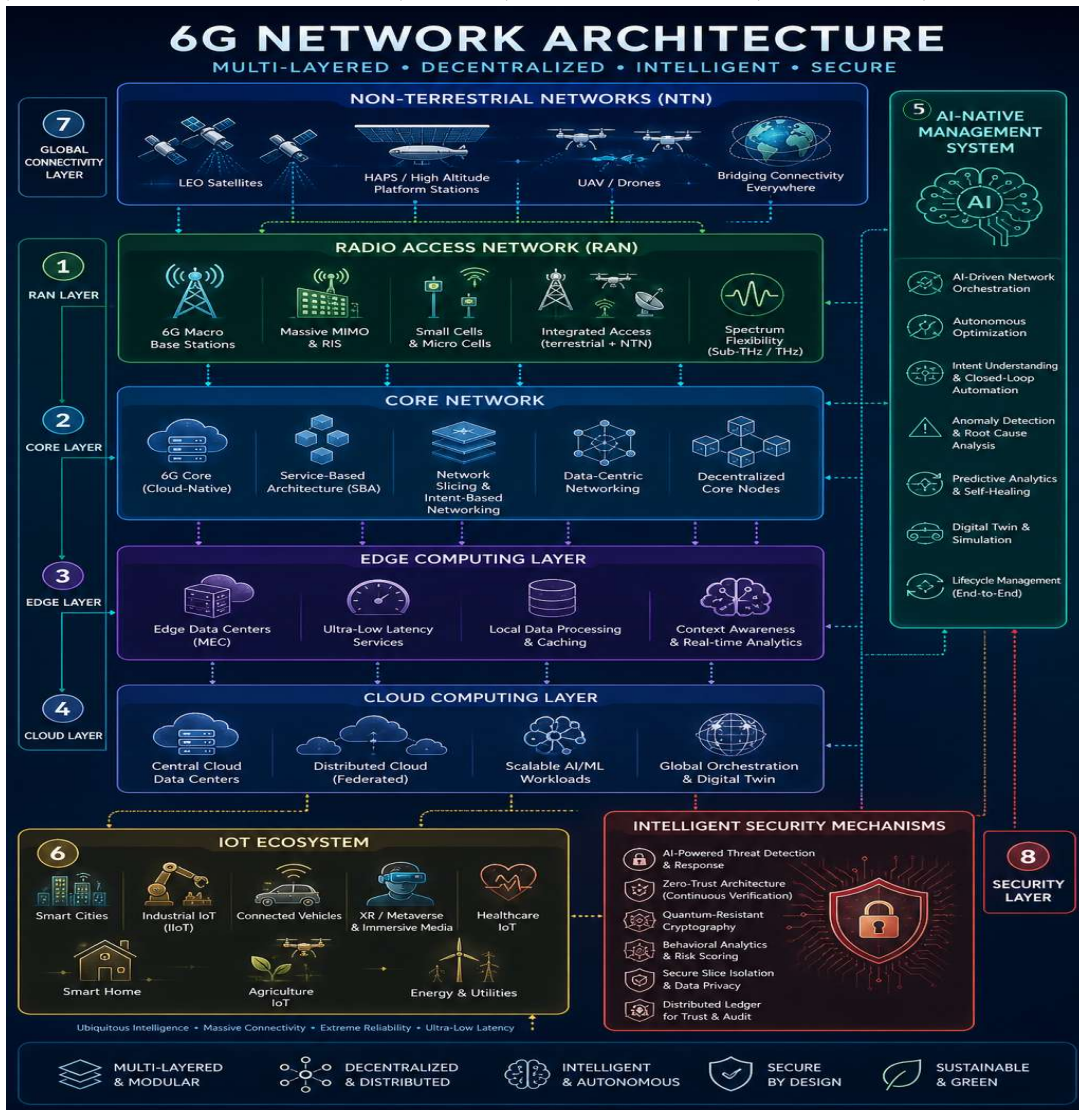 6G NETWORK ARCHITECTURE
MULTI-LAYERED • DECENTRALIZED • INTELLIGENT • SECURE
7
GLOBAL
CONNECTIVITY
LAYER
NON-TERRESTRIAL NETWORKS (NTN)
LEO Satellites
HAPS / High Altitude
Platform Stations
UAV / Drones
Bridging Connectivity
Everywhere
5
AI-NATIVE
MANAGEMENT
SYSTEM
AI
AI-Driven Network
Orchestration
Autonomous
Optimization
Intent Understanding
& Closed-Loop
Automation
Anomaly Detection
& Root Cause
Analysis
Predictive Analytics
& Self-Healing
Digital Twin &
Simulation
Lifecycle Management
(End-to-End)
1
RAN LAYER
RADIO ACCESS NETWORK (RAN)
6G Macro
Base Stations
Massive MIMO
& RIS
Small Cells
& Micro Cells
Integrated Access
(terrestrial + NTN)
Spectrum
Flexibility
(Sub-THz / THz)
2
CORE LAYER
CORE NETWORK
6G Core
(Cloud-Native)
Service-Based
Architecture (SBA)
Network
Slicing &
Intent-Based
Networking
Data-Centric
Networking
Decentralized
Core Nodes
3
EDGE LAYER
EDGE COMPUTING LAYER
Edge Data Centers
(MEC)
Ultra-Low Latency
Services
Local Data Processing
& Caching
Context Awareness
& Real-time Analytics
4
CLOUD LAYER
CLOUD COMPUTING LAYER
Central Cloud
Data Centers
Distributed Cloud
(Federated)
Scalable AI/ML
Workloads
Global Orchestration
& Digital Twin
6
IOT ECOSYSTEM
Smart Cities
Industrial IoT
(IIoT)
Connected Vehicles
XR / Metaverse
& Immersive Media
Healthcare
IoT
Smart Home
Agriculture
IoT
Energy & Utilities
Ubiquitous Intelligence • Massive Connectivity • Extreme Reliability • Ultra-Low Latency
INTELLIGENT SECURITY MECHANISMS
AI-Powered Threat Detection
& Response
Zero-Trust Architecture
(Continuous Verification)
Quantum-Resistant
Cryptography
Behavioral Analytics
& Risk Scoring
Secure Slice Isolation
& Data Privacy
Distributed Ledger
for Trust & Audit
8
SECURITY
LAYER
MULTI-LAYERED
& MODULAR
DECENTRALIZED
& DISTRIBUTED
INTELLIGENT
& AUTONOMOUS
SECURE
BY DESIGN
SUSTAINABLE
& GREEN